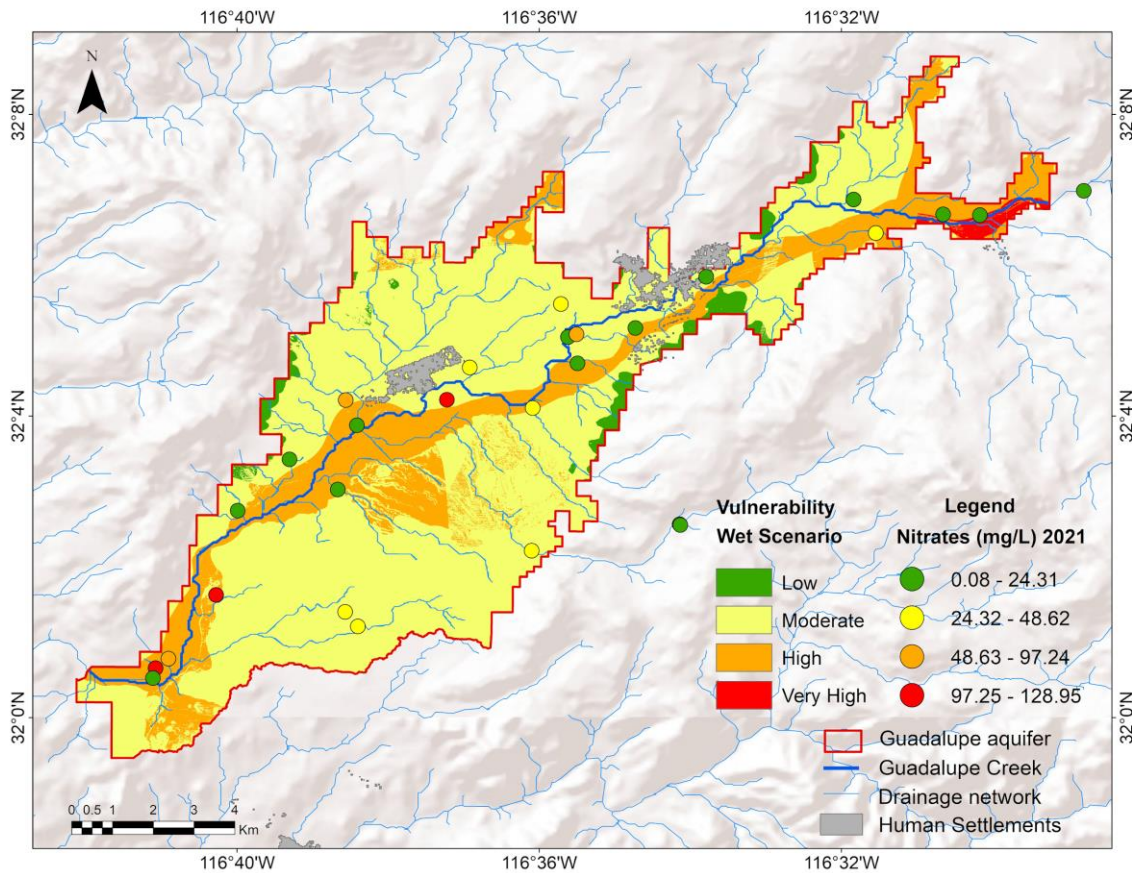 116°40'W 116°36'W 116°32'W
N
32°8'N 32°8'N
32°4'N 32°4'N
Vulnerability Legend
Wet Scenario Nitrates (mg/L) 2021
Low 0.08 - 24.31
Moderate 24.32 - 48.62
High 48.63 - 97.24
Very High 97.25 - 128.95
32°0'N 32°0'N
Guadalupe aquifer
Guadalupe Creek
Drainage network
Human Settlements
0 0.5 1 2 3 4
Km
116°40'W 116°36'W 116°32'W